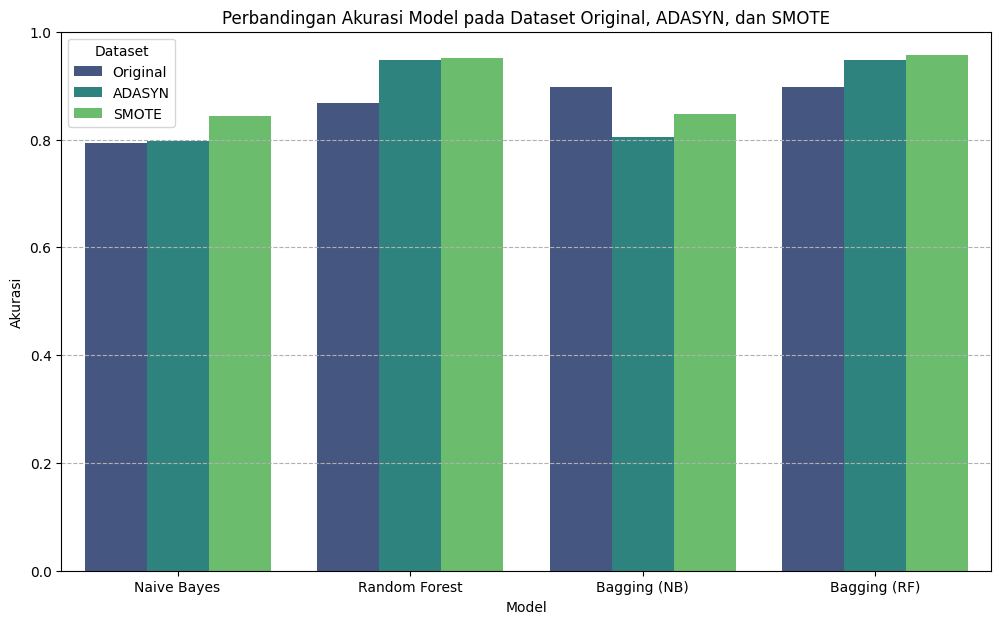 Perbandingan Akurasi Model pada Dataset Original, ADASYN, dan SMOTE
Dataset
Original
ADASYN
SMOTE
Akurasi
1.0
0.8
0.6
0.4
0.2
0.0
Naive Bayes
Random Forest
Bagging (NB)
Bagging (RF)
Model